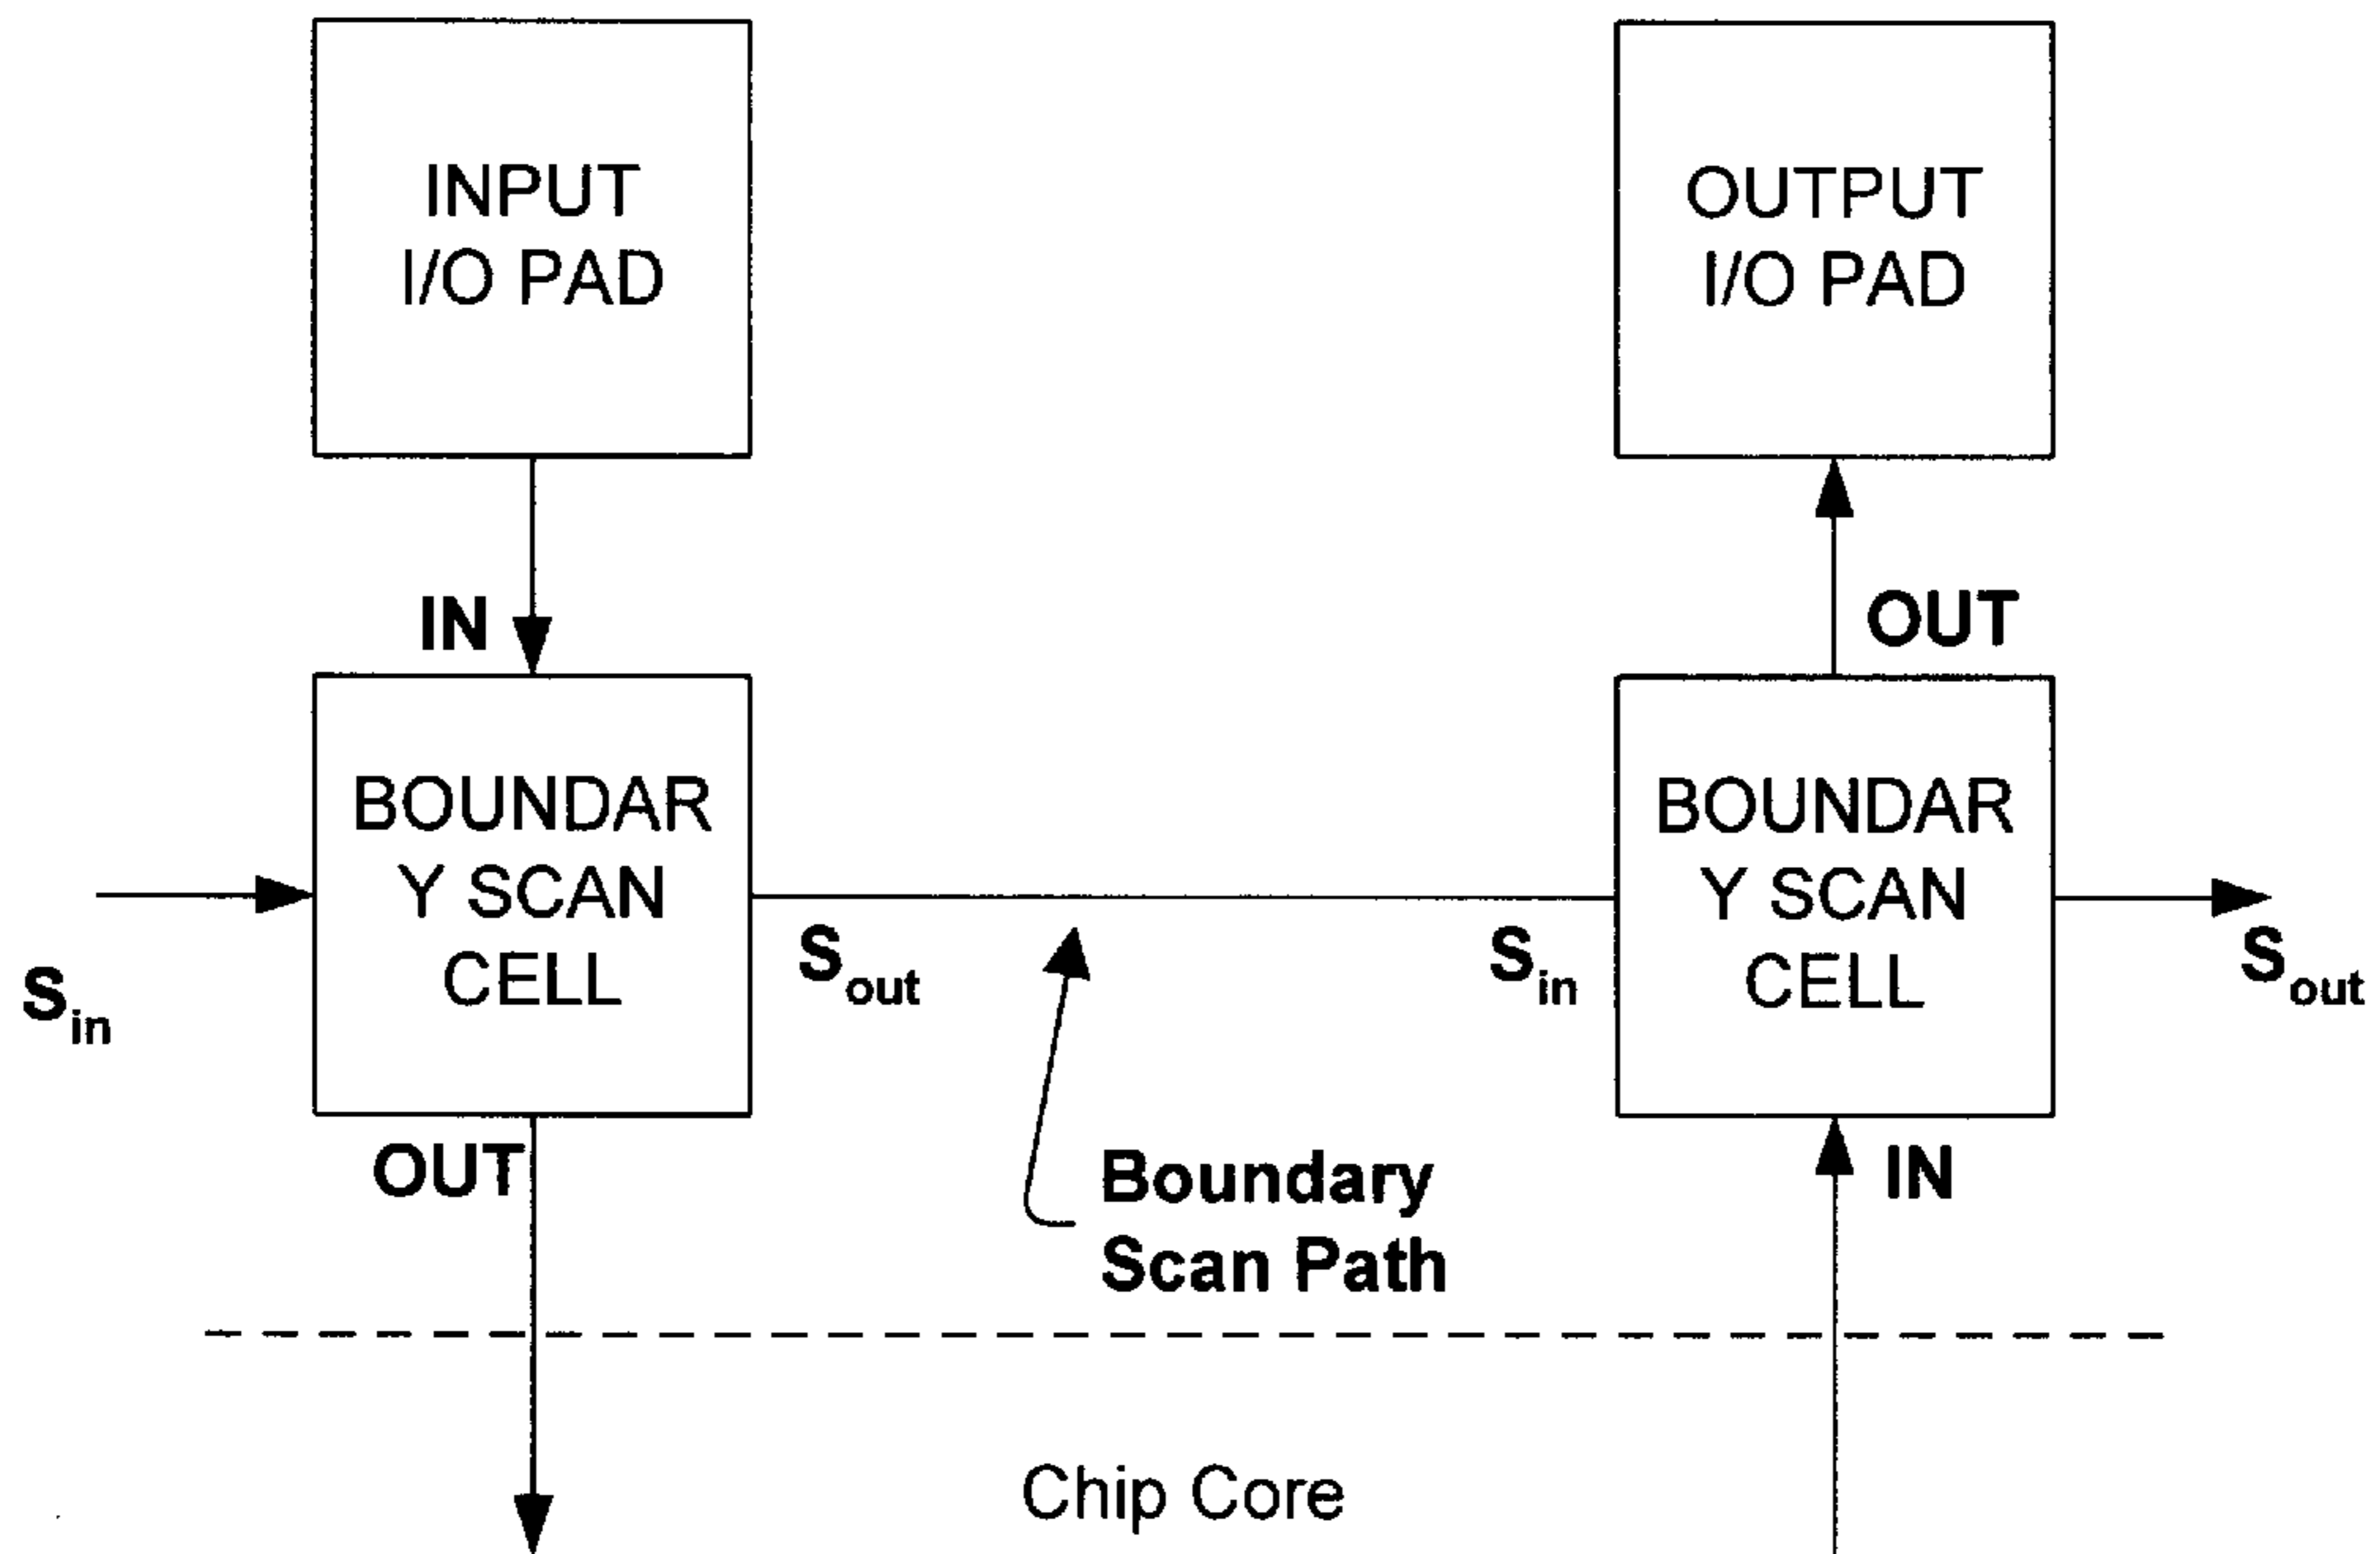 INPUT
I/O PAD
OUTPUT
I/O PAD
IN
OUT
BOUNDAR
Y SCAN
CELL
BOUNDAR
Y SCAN
CELL
Sin
Sout
Sin
Sout
OUT
IN
Boundary
Scan Path
Chip Core